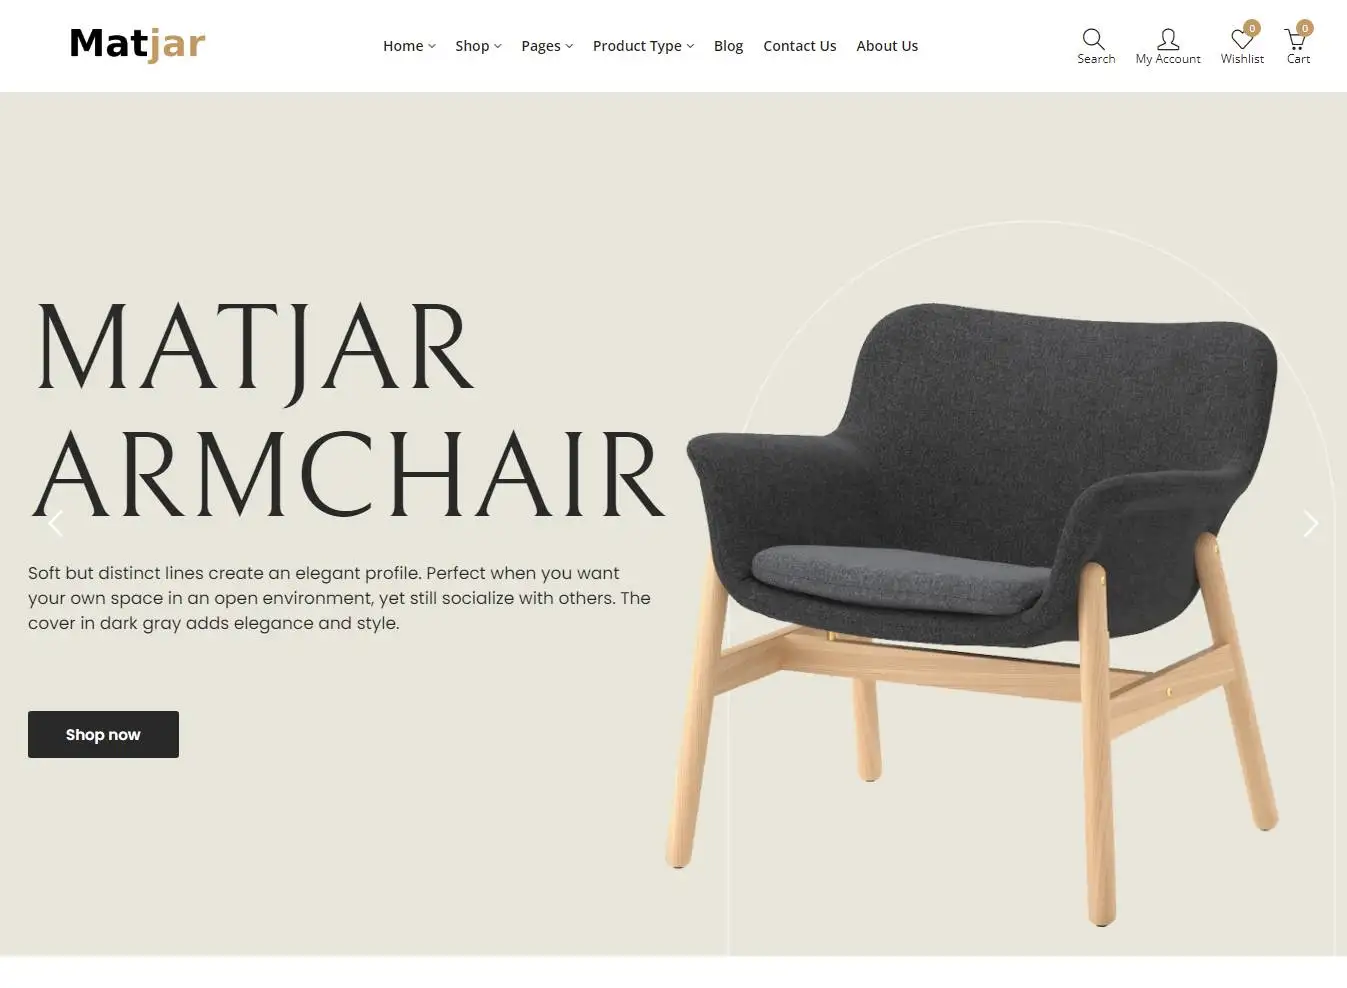 Matjar
Home Shop Pages Product Type Blog Contact Us About Us
Search
My Account
0
Wishlist
0
Cart
MATJAR
ARMCHAIR
Soft but distinct lines create an elegant profile. Perfect when you want
your own space in an open environment, yet still socialize with others. The
cover in dark gray adds elegance and style.
Shop now